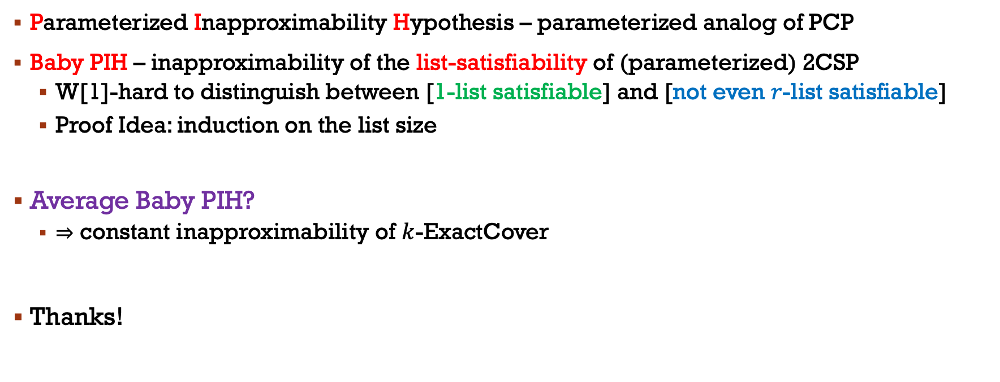 ▪ Parameterized Inapproximability Hypothesis – parameterized analog of PCP
▪ Baby PIH – inapproximability of the list-satisfiability of (parameterized) 2CSP
▪ W[1]-hard to distinguish between [1-list satisfiable] and [not even r-list satisfiable]
▪ Proof Idea: induction on the list size
▪ Average Baby PIH?
▪ ⇒ constant inapproximability of k-ExactCover
▪ Thanks!